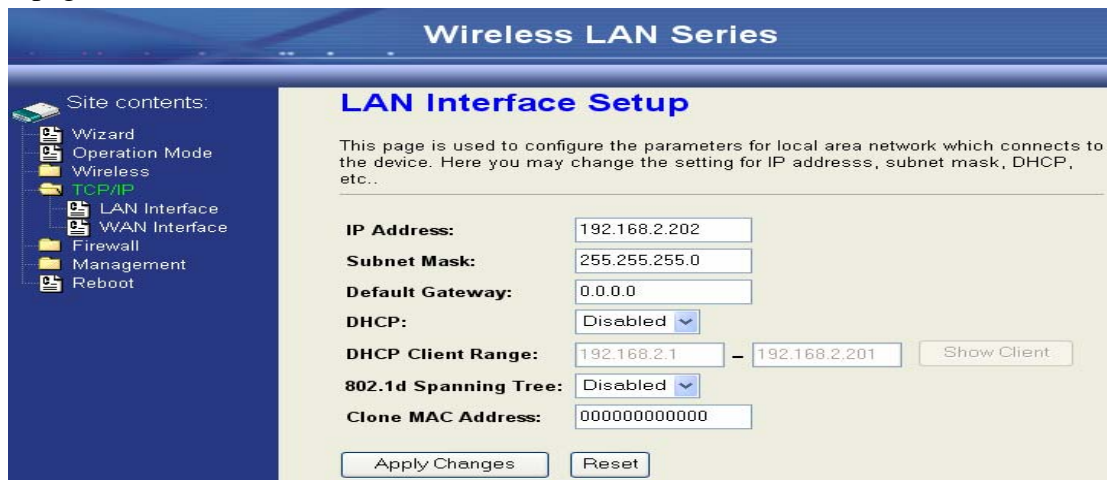 Wireless LAN Series
Site contents:
Wizard
Operation Mode
Wireless
TCP/IP
LAN Interface
WAN Interface
Firewall
Management
Reboot
LAN Interface Setup
This page is used to configure the parameters for local area network which connects to
the device. Here you may change the setting for IP addresss, subnet mask, DHCP,
etc..
IP Address: 192.168.2.202
Subnet Mask: 255.255.255.0
Default Gateway: 0.0.0.0
DHCP: Disabled
DHCP Client Range: 192.168.2.1 – 192.168.2.201 Show Client
802.1d Spanning Tree: Disabled
Clone MAC Address: 000000000000
Apply Changes Reset